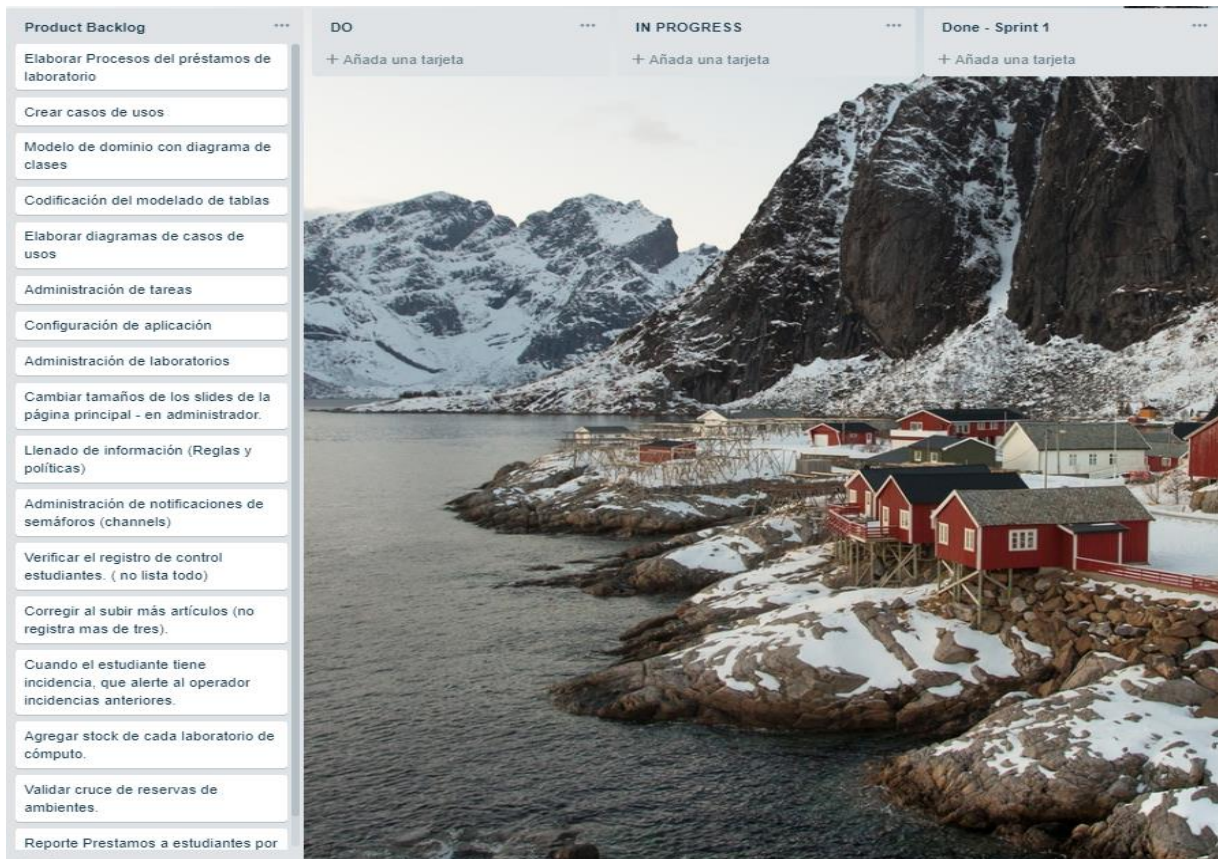 Product Backlog
DO
IN PROGRESS
Done - Sprint 1
+ Añada una tarjeta
+ Añada una tarjeta
+ Añada una tarjeta
Elaborar Procesos del préstamos de
laboratorio
Crear casos de usos
Modelo de dominio con diagrama de
clases
Codificación del modelado de tablas
Elaborar diagramas de casos de
usos
Administración de tareas
Configuración de aplicación
Administración de laboratorios
Cambiar tamaños de los slides de la
página principal - en administrador.
Llenado de información (Reglas y
políticas)
Administración de notificaciones de
semáforos (channels)
Verificar el registro de control
estudiantes. ( no lista todo)
Corregir al subir más artículos (no
registra mas de tres).
Cuando el estudiante tiene
incidencia, que alerte al operador
incidencias anteriores.
Agregar stock de cada laboratorio de
cómputo.
Validar cruce de reservas de
ambientes.
Reporte Prestamos a estudiantes por